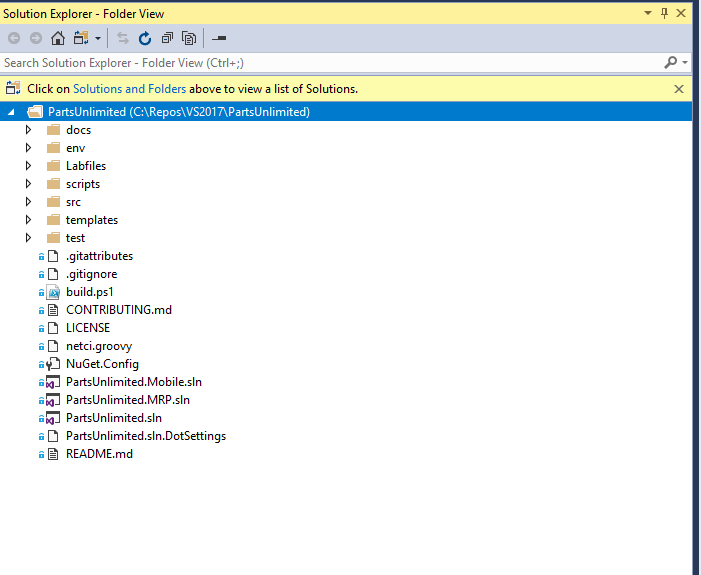 Solution Explorer - Folder View
Search Solution Explorer - Folder View (Ctrl+;)
Click on Solutions and Folders above to view a list of Solutions.
PartsUnlimited (C:\Repos\VS2017\PartsUnlimited)
docs
env
Labfiles
scripts
src
templates
test
.gitattributes
.gitignore
build.ps1
CONTRIBUTING.md
LICENSE
netci.groovy
NuGet.Config
PartsUnlimited.Mobile.sln
PartsUnlimited.MRP.sln
PartsUnlimited.sln
PartsUnlimited.sln.DotSettings
README.md